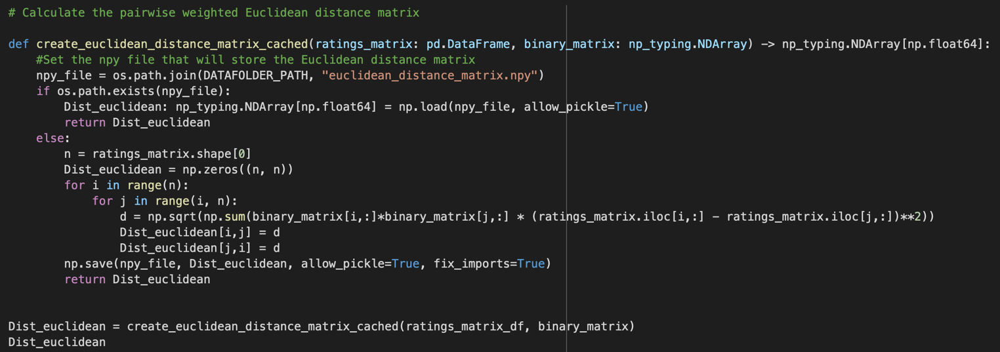 # Calculate the pairwise weighted Euclidean distance matrix
def create_euclidean_distance_matrix_cached(ratings_matrix: pd.DataFrame, binary_matrix: np_typing.NDArray) -> np_typing.NDArray[np.float64]:
    #Set the npy file that will store the Euclidean distance matrix
    npy_file = os.path.join(DATAFOLDER_PATH, "euclidean_distance_matrix.npy")
    if os.path.exists(npy_file):
        Dist_euclidean: np_typing.NDArray[np.float64] = np.load(npy_file, allow_pickle=True)
        return Dist_euclidean
    else:
        n = ratings_matrix.shape[0]
        Dist_euclidean = np.zeros((n, n))
        for i in range(n):
            for j in range(i, n):
                d = np.sqrt(np.sum(binary_matrix[i,:]*binary_matrix[j,:] * (ratings_matrix.iloc[i,:] - ratings_matrix.iloc[j,:])**2))
                Dist_euclidean[i,j] = d
                Dist_euclidean[j,i] = d
        np.save(npy_file, Dist_euclidean, allow_pickle=True, fix_imports=True)
        return Dist_euclidean
Dist_euclidean = create_euclidean_distance_matrix_cached(ratings_matrix_df, binary_matrix)
Dist_euclidean